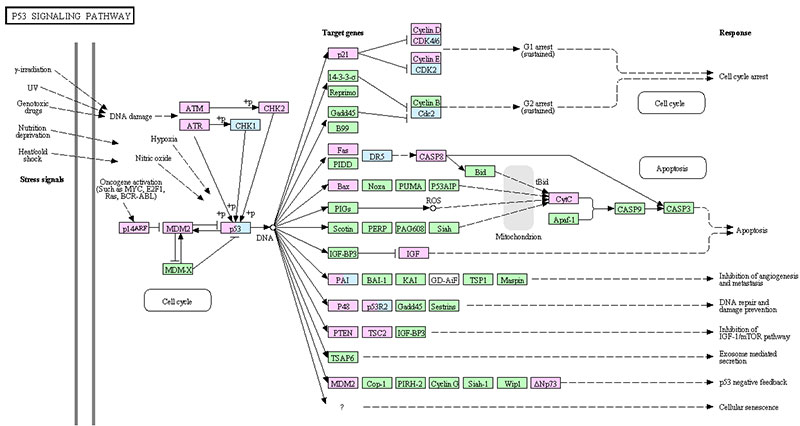 P53 SIGNALING PATHWAY
Target genes
Response
Stress signals
γ-irradiation
UV
Genotoxic
drugs
Nutrition
deprivation
Heat/cold
shock
DNA damage
ATM
+p
CHK2
ATR
+p
CHK1
Hypoxia
Nitric oxide
Oncogene activation
(Such as MYC, E2F1,
Ras, BCR-ABL)
+p
+p
+p
p14ARF
MDM2
p53
MDM-X
DNA
Cell cycle
p21
Cyclin D
CDK4/6
Cyclin E
CDK2
G1 arrest
(sustained)
14-3-3-σ
Reprimo
Gadd45
B99
Cyclin B
Cdc2
G2 arrest
(sustained)
Cell cycle arrest
Cell cycle
Fas
PIDD
DR5
CASP8
Bid
tBid
Apoptosis
Bax
Noxa
PUMA
P53AIP
CytC
PIGs
ROS
Apaf-1
CASP9
CASP3
Scotin
PERP
PAG608
Siah
Mitochondrion
Apoptosis
IGF-BP3
IGF
PAI
BAI-1
KAI
GD-AiF
TSP1
Maspin
Inhibition of angiogenesis
and metastasis
P48
p53R2
Gadd45
Sestrins
DNA repair and
damage prevention
PTEN
TSC2
IGF-BP3
Inhibition of
IGF-1/mTOR pathway
TSAP6
Exosome mediated
secretion
MDM2
Cop-1
PIRH-2
Cyclin G
Siah-1
Wip1
ΔNp73
p53 negative feedback
?
Cellular senescence